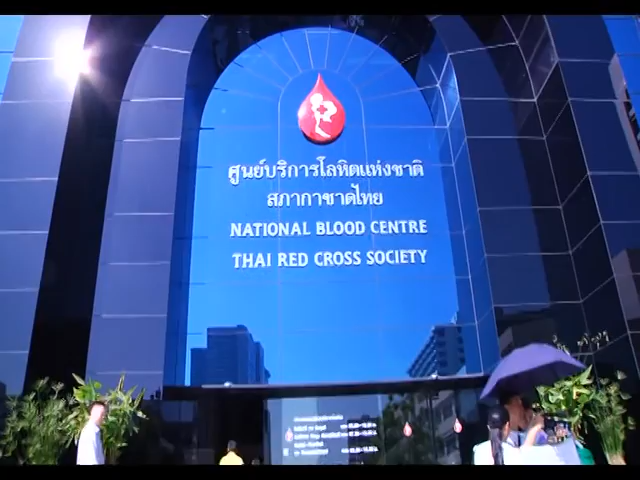 ศูนย์บริการโลหิตแห่งชาติ
สภากาชาดไทย
NATIONAL BLOOD CENTRE
THAI RED CROSS SOCIETY